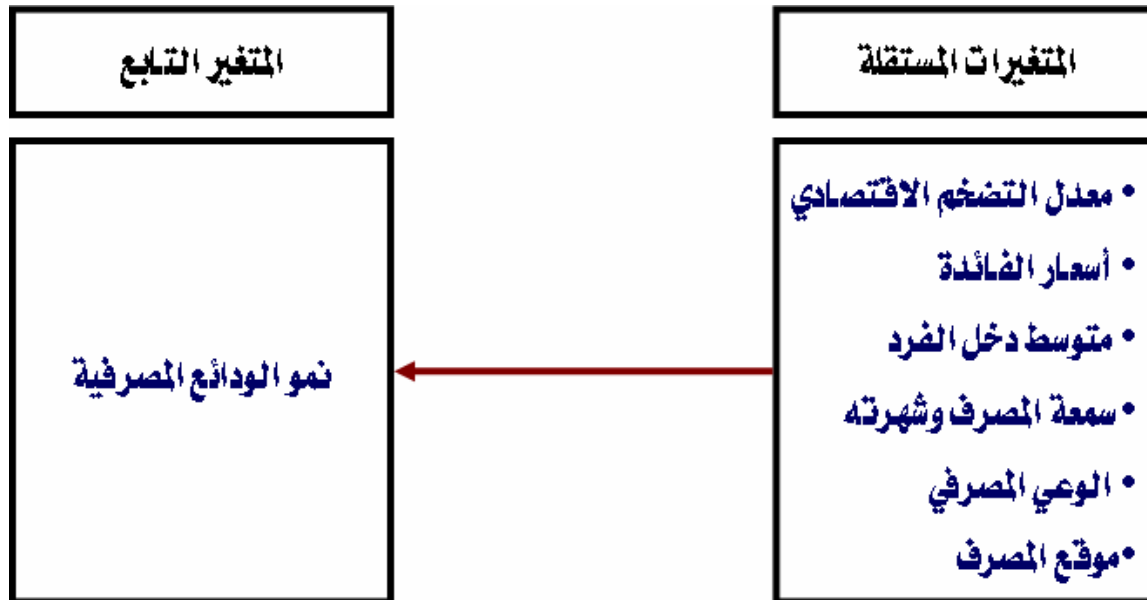 المتغيرات المستقلة
المتغير التابع
• معدل التضخم الاقتصادي
• أسعار الفائدة
• متوسط دخل الفرد
• سمعة المصرف وشهرته
• الوعي المصرفي
•موقع المصرف
نمو الودائع المصرفية